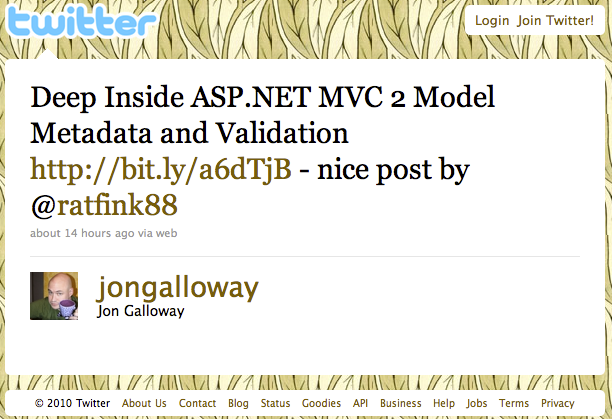 twitter
Login Join Twitter!
Deep Inside ASP.NET MVC 2 Model
Metadata and Validation
http://bit.ly/a6dTjB - nice post by
@ratfink88
about 14 hours ago via web
jongalloway
Jon Galloway
© 2010 Twitter About Us Contact Blog Status Goodies API Business Help Jobs Terms Privacy